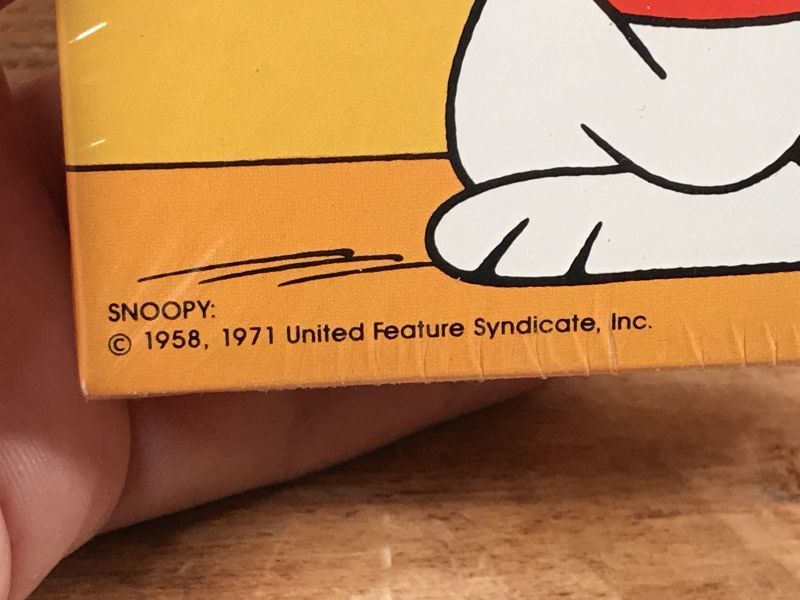 SNOOPY:
© 1958, 1971 United Feature Syndicate, Inc.